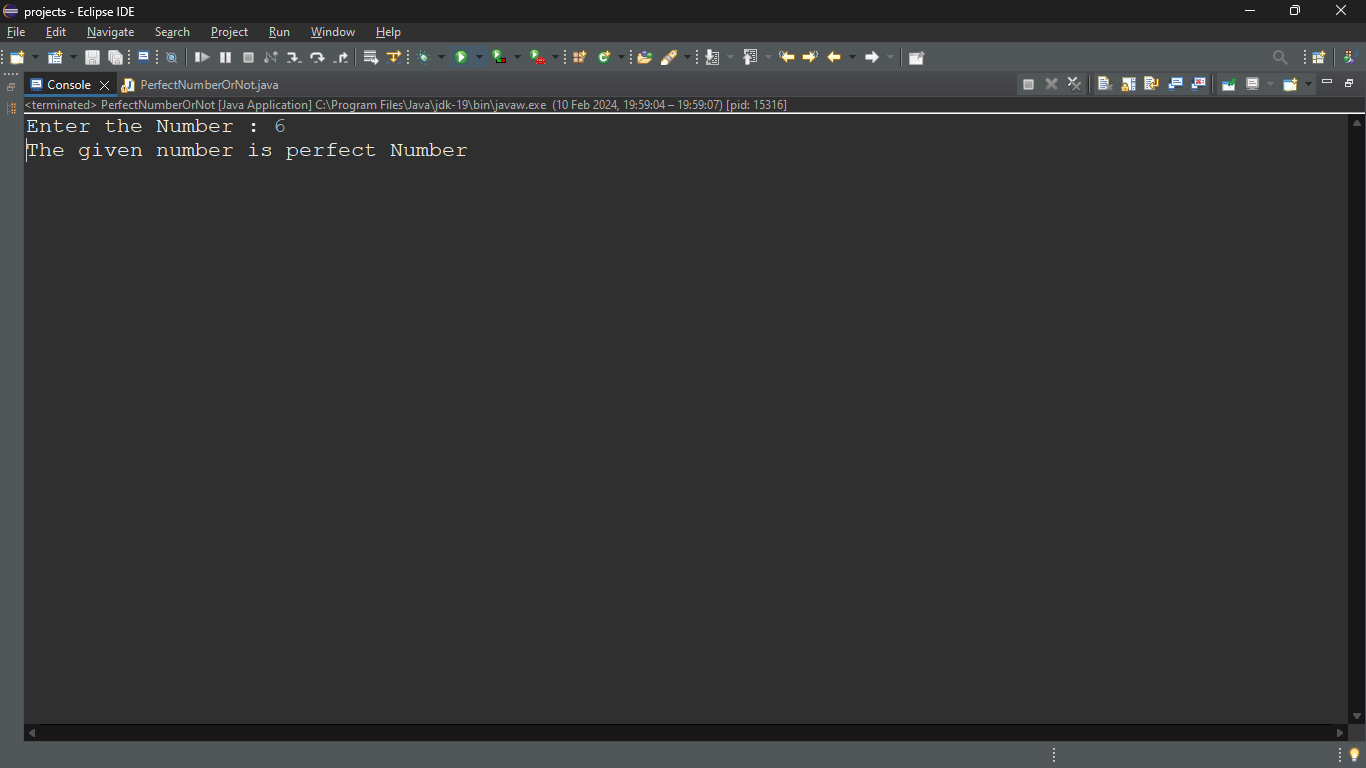 projects - Eclipse IDE
File Edit Navigate Search Project Run Window Help
Console PerfectNumberOrNot.java
<terminated> PerfectNumberOrNot [Java Application] C:\Program Files\Java\jdk-19\bin\javaw.exe (10 Feb 2024, 19:59:04 – 19:59:07) [pid: 15316]
Enter the Number : 6
The given number is perfect Number